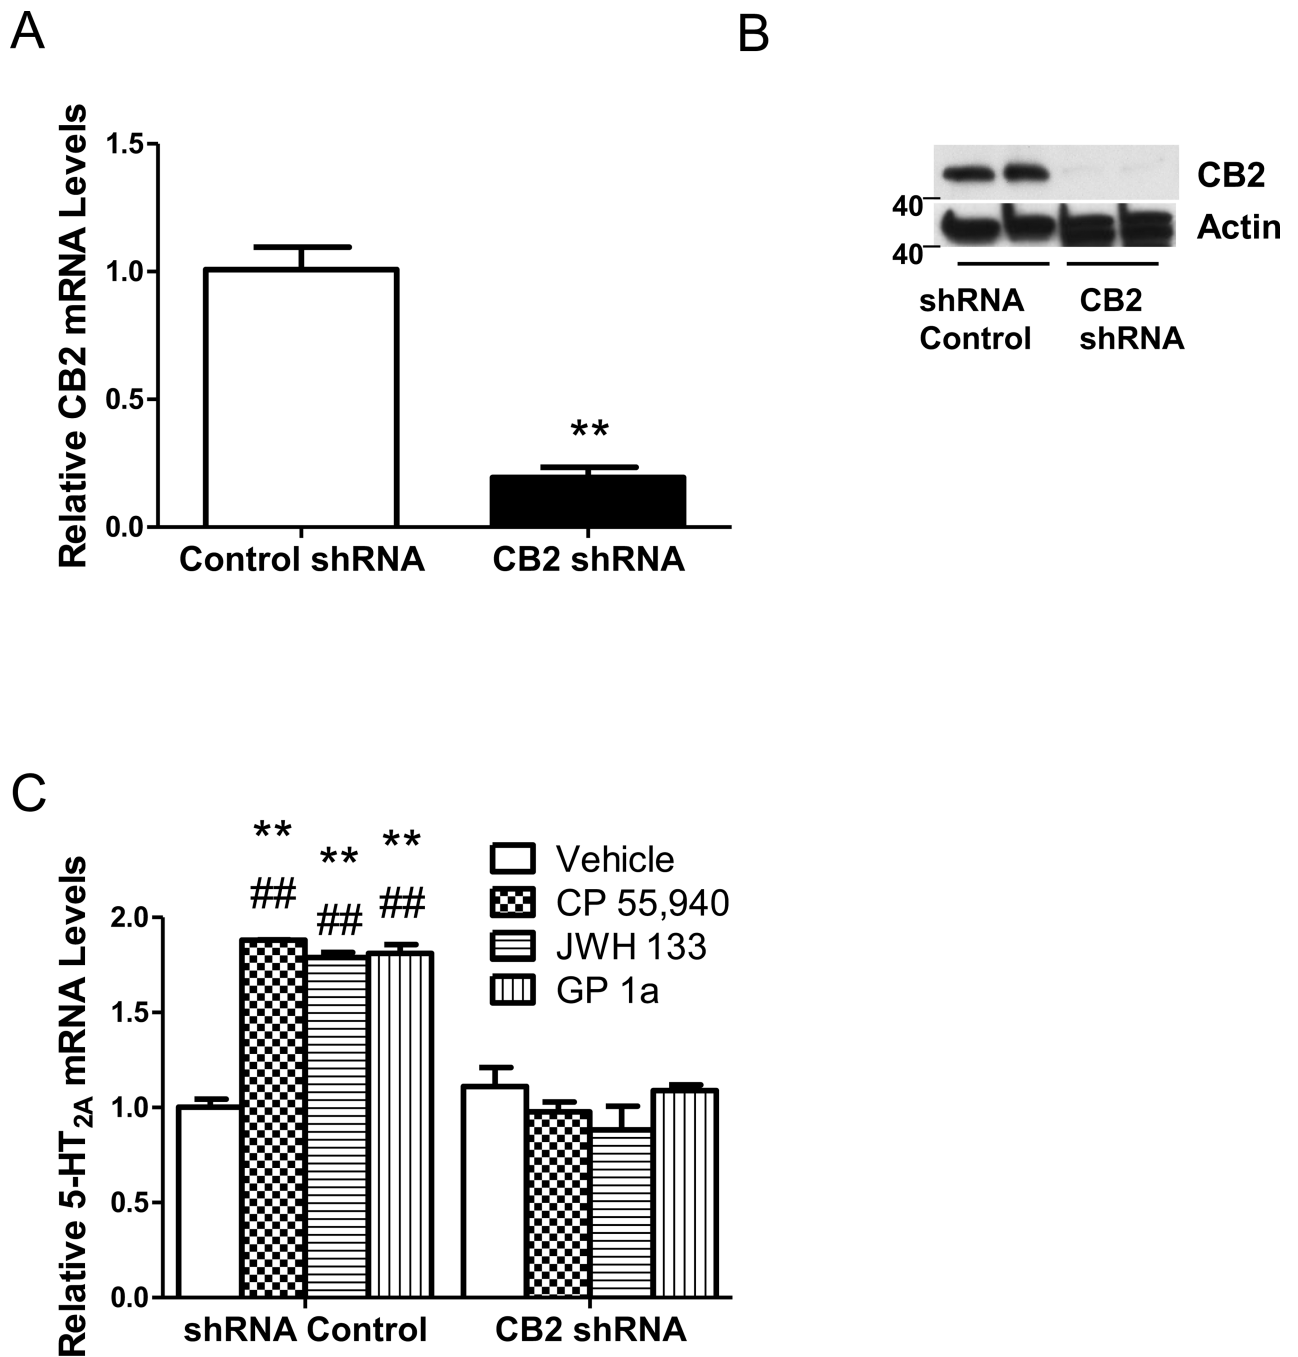 A
Relative CB2 mRNA Levels
1.5
1.0
0.5
0.0
**
Control shRNA
CB2 shRNA
B
CB2
40
Actin
40
shRNA
Control
CB2
shRNA
C
Relative 5-HT2A mRNA Levels
2.0
1.5
1.0
0.5
0.0
**
**
**
##
##
##
Vehicle
CP 55,940
JWH 133
GP 1a
shRNA Control
CB2 shRNA